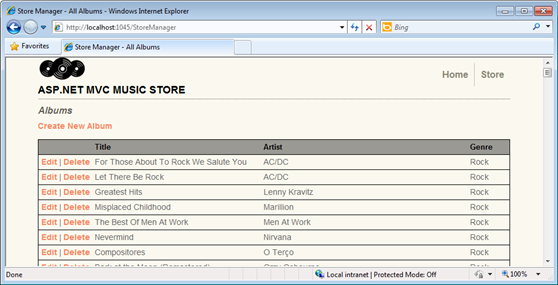 Store Manager - All Albums - Windows Internet Explorer
http://localhost:1045/StoreManager
Bing
Favorites
Store Manager - All Albums
Home
Store
ASP.NET MVC MUSIC STORE
Albums
Create New Album
Title Artist Genre
Edit | Delete For Those About To Rock We Salute You AC/DC Rock
Edit | Delete Let There Be Rock AC/DC Rock
Edit | Delete Greatest Hits Lenny Kravitz Rock
Edit | Delete Misplaced Childhood Marillion Rock
Edit | Delete The Best Of Men At Work Men At Work Rock
Edit | Delete Nevermind Nirvana Rock
Edit | Delete Compositores O Terço Rock
Done Local intranet | Protected Mode: Off 100%